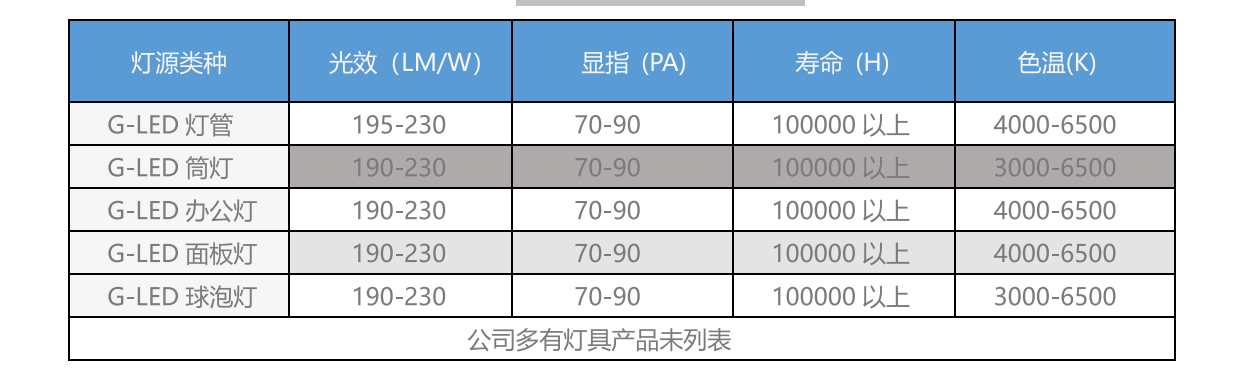 灯源类种 光效（LM/W） 显指（PA) 寿命（H) 色温(K)
G-LED 灯管 195-230 70-90 100000 以上 4000-6500
G-LED 筒灯 190-230 70-90 100000 以上 3000-6500
G-LED 办公灯 190-230 70-90 100000 以上 4000-6500
G-LED 面板灯 190-230 70-90 100000 以上 4000-6500
G-LED 球泡灯 190-230 70-90 100000 以上 3000-6500
公司多有灯具产品未列表